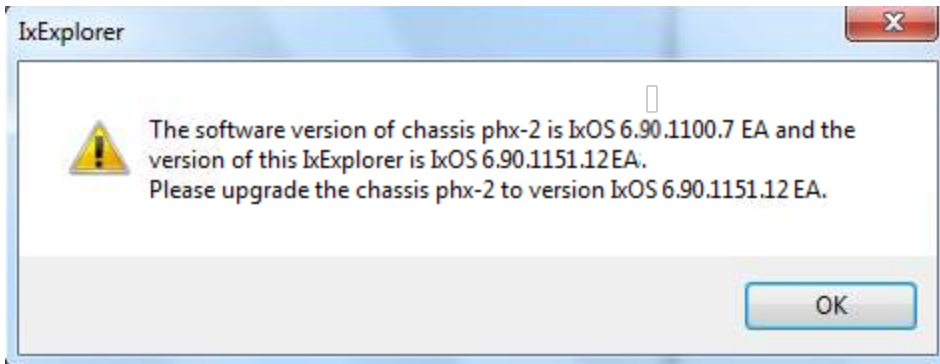 IxExplorer
The software version of chassis phx-2 is IxOS 6.90.1100.7 EA and the
version of this IxExplorer is IxOS 6.90.1151.12 EA.
Please upgrade the chassis phx-2 to version IxOS 6.90.1151.12 EA.
OK